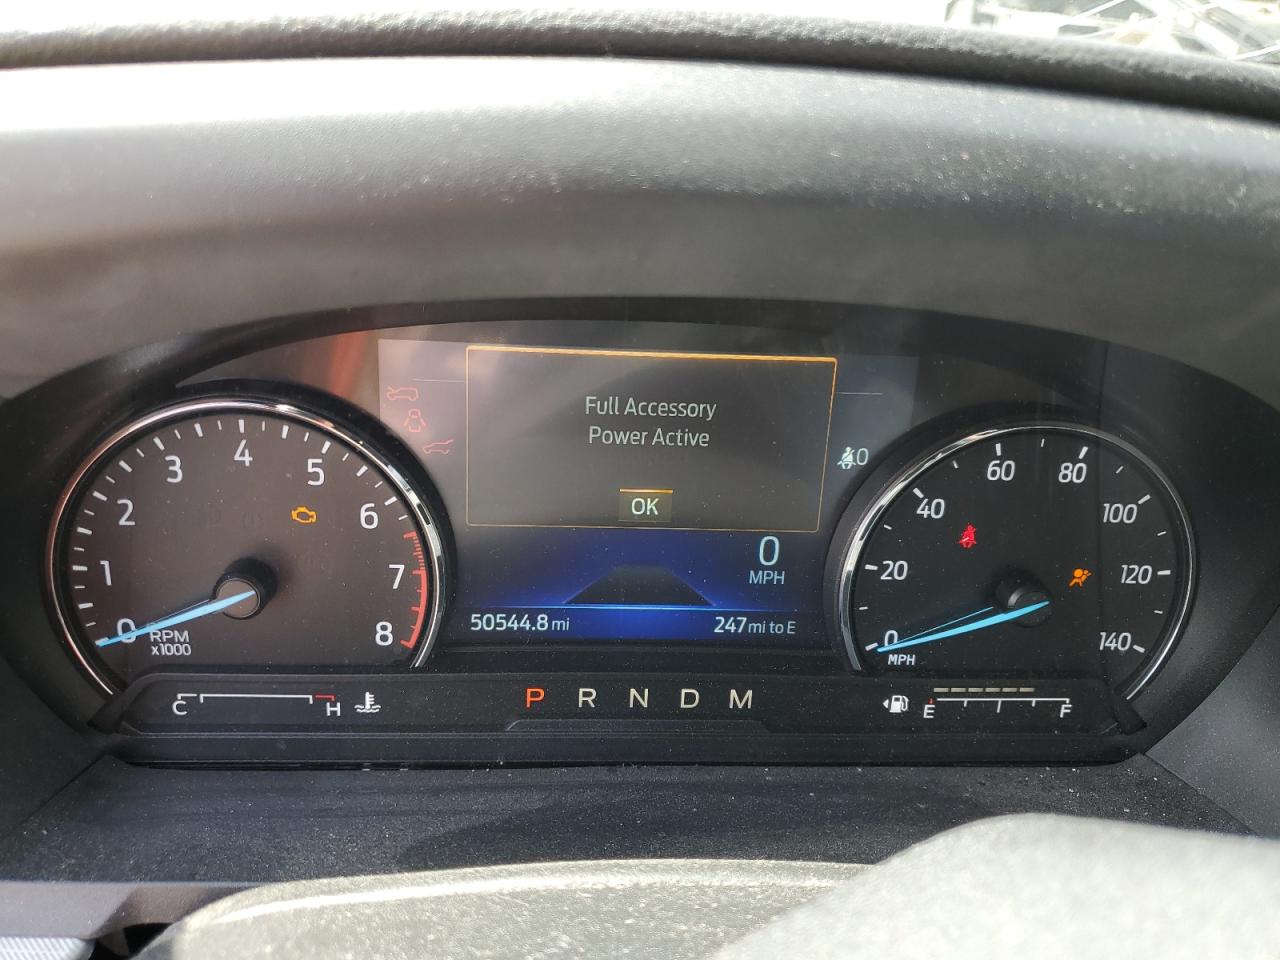 Full Accessory
Power Active
OK
0
0
MPH
50544.8 mi
247 mi to E
0
1
2
3
4
5
6
7
8
RPM
x1000
0
20
40
60
80
100
120
140
MPH
C
H
P R N D M
E
F